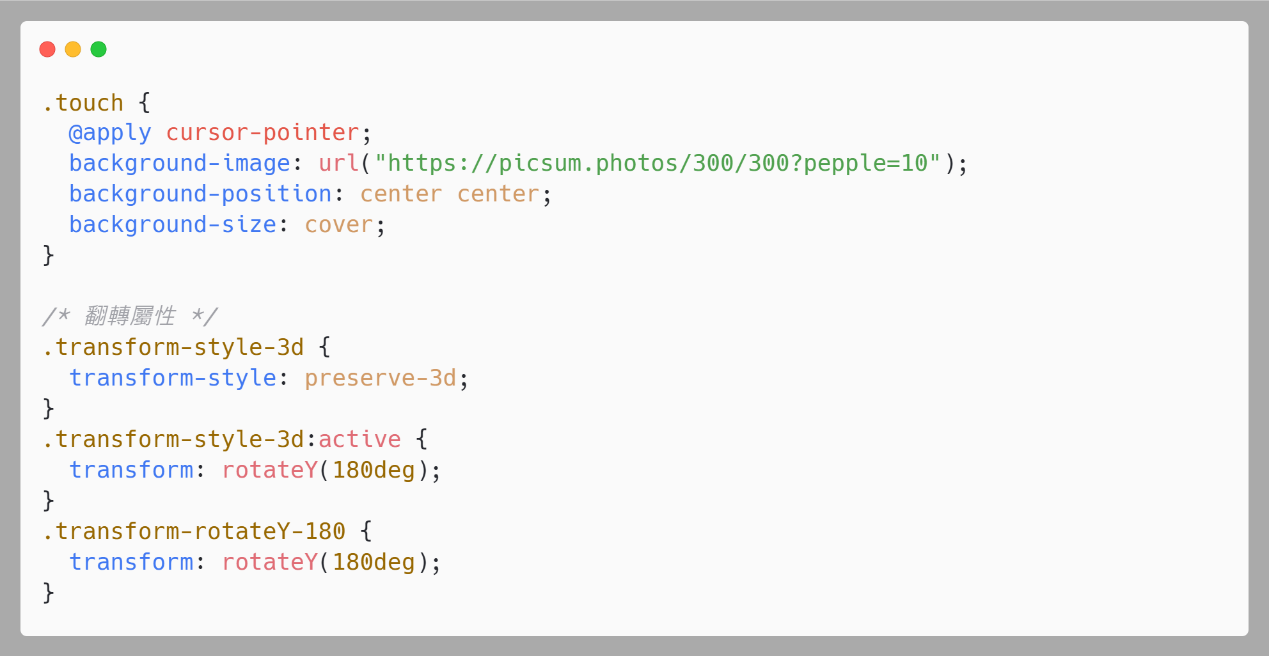 .touch {
  @apply cursor-pointer;
  background-image: url("https://picsum.photos/300/300?pepple=10");
  background-position: center center;
  background-size: cover;
}

/* 翻轉屬性 */
.transform-style-3d {
  transform-style: preserve-3d;
}
.transform-style-3d:active {
  transform: rotateY(180deg);
}
.transform-rotateY-180 {
  transform: rotateY(180deg);
}